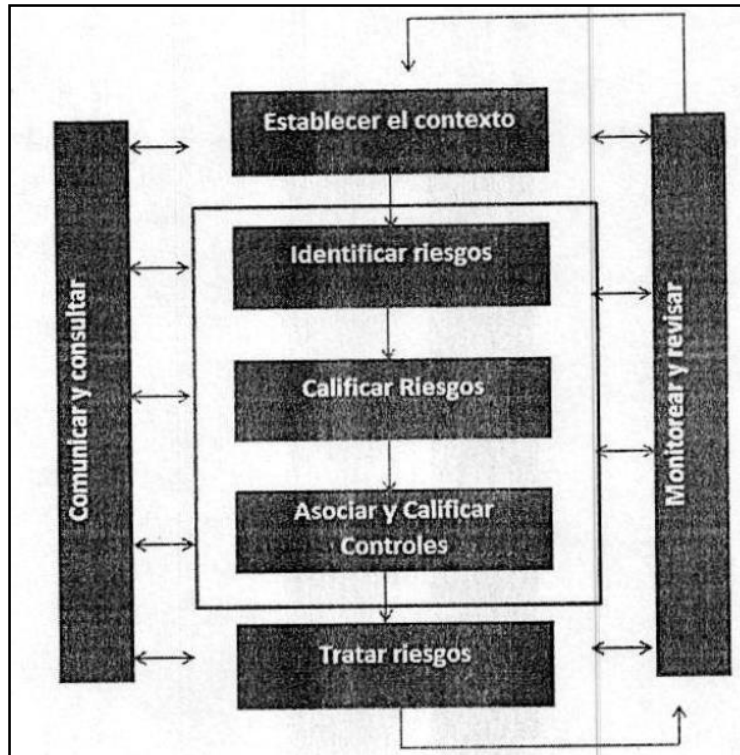 Establecer el contexto
Identificar riesgos
Calificar Riesgos
Asociar y Calificar
Controles
Tratar riesgos
Comunicar y consultar
Monitorear y revisar